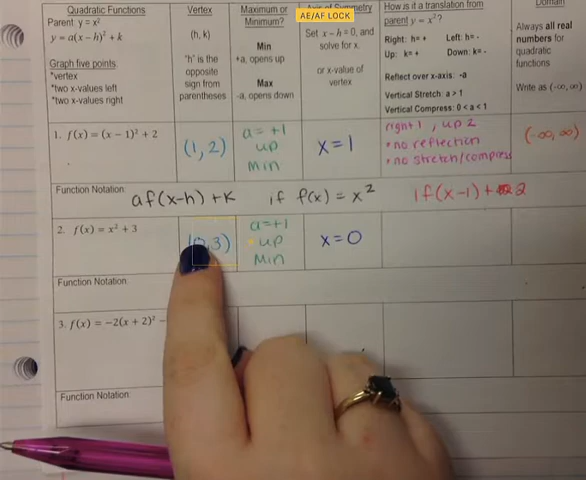 Quadratic Functions
Parent: y = x²
y = a(x − h)² + k
Graph five points
*vertex
*two x-values left
*two x-values right
Vertex
(h, k)
"h" is the
opposite
sign from
parentheses
Maximum or
Minimum?
Min
+a, opens up
Max
-a, opens down
AE/AF LOCK
Set x − h = 0, and
solve for x.
or x-value of
vertex
How is it a translation from
parent y = x²?
Right: h= + Left: h= -
Up: k= + Down: k= -
Reflect over x-axis: -a
Vertical Stretch: a > 1
Vertical Compress: 0 < a < 1
Domain
Always all real
numbers for
quadratic
functions
Write as (-∞, ∞)
1. f(x) = (x − 1)² + 2
(1, 2)
a = +1
up
min
x = 1
right 1, up 2
• no reflection
• no stretch/compress
(-∞, ∞)
Function Notation:
af(x-h) + K if f(x) = x² 1f(x-1) + 2
2. f(x) = x² + 3
(0,3)
a = +1
• up
Min
x = 0
Function Notation:
3. f(x) = −2(x + 2)² −
Function Notation: